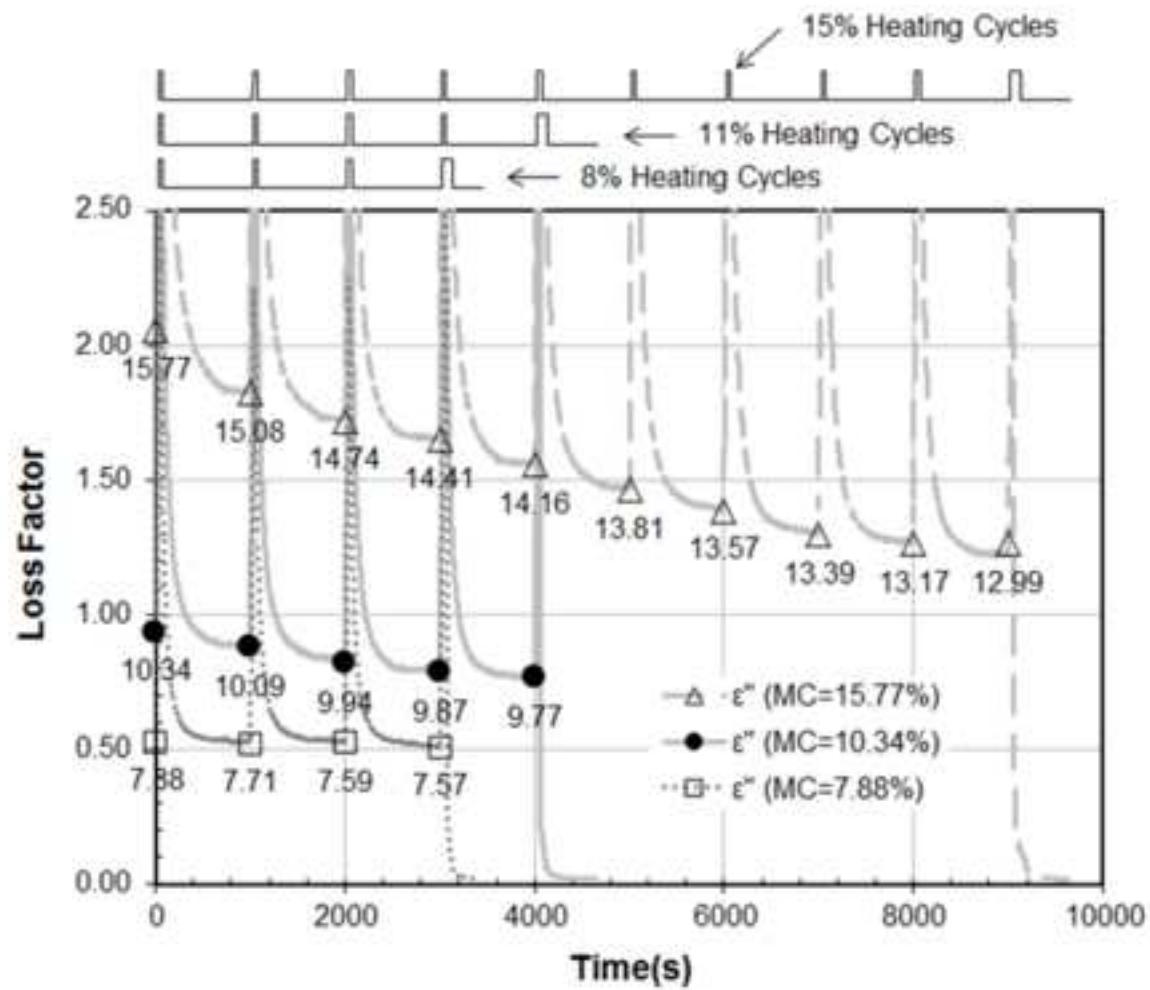 15% Heating Cycles
11% Heating Cycles
8% Heating Cycles
2.50
2.00
1.50
1.00
0.50
0.00
Loss Factor
15.77
15.08
14.74
14.41
14.16
13.81
13.57
13.39
13.17
12.99
10.34
10.09
9.94
9.87
9.77
7.88
7.71
7.59
7.57
ε" (MC=15.77%)
ε" (MC=10.34%)
ε" (MC=7.88%)
0 2000 4000 6000 8000 10000
Time(s)